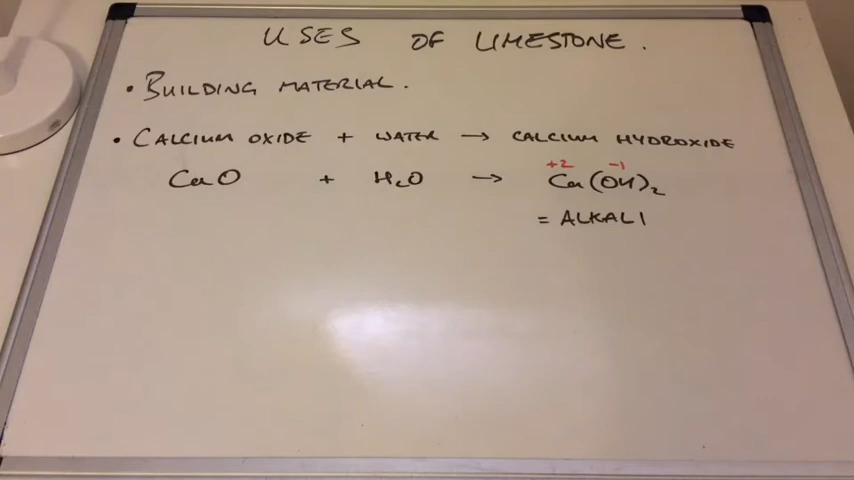 USES OF LIMESTONE.
• BUILDING MATERIAL.
• CALCIUM OXIDE + WATER → CALCIUM HYDROXIDE
+2 -1
CaO + H₂O → Ca(OH)₂
= ALKALI